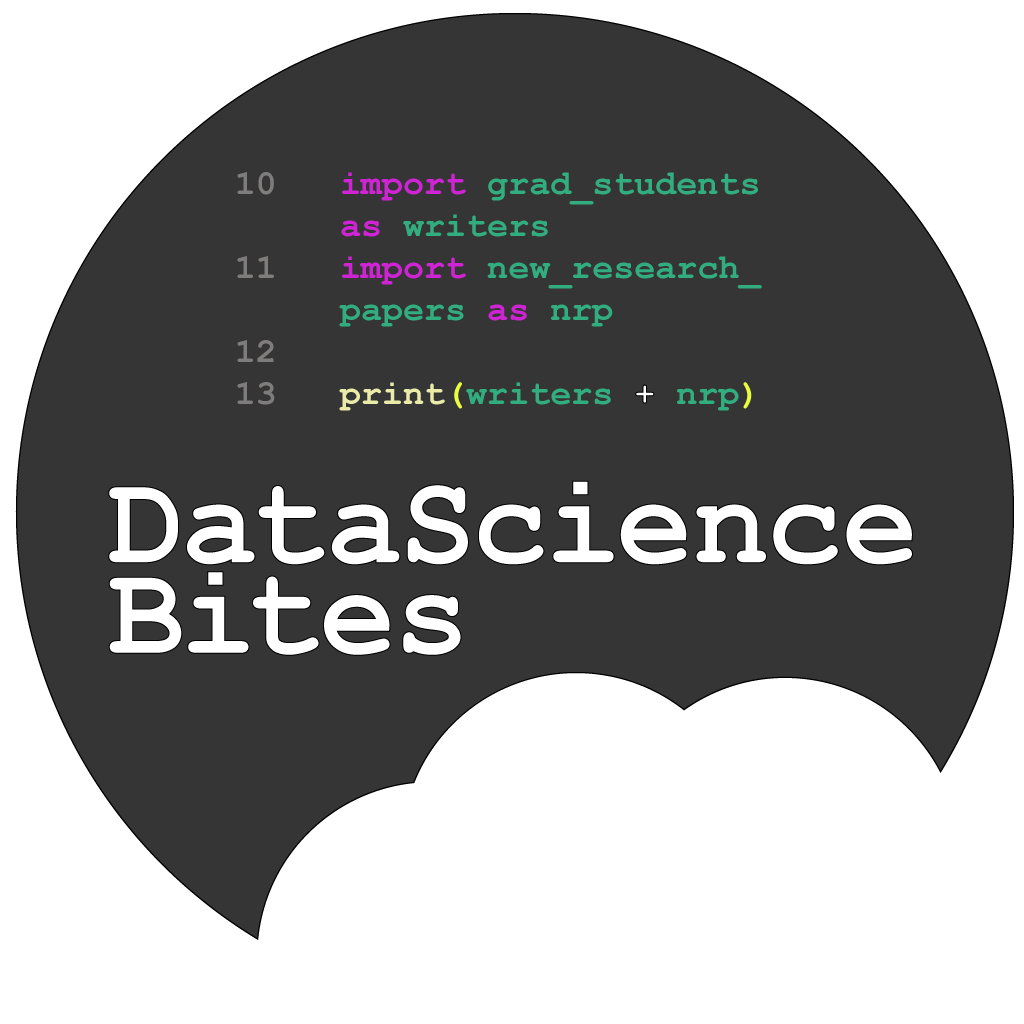 10 import grad_students
as writers
11 import new_research_
papers as nrp
12
13 print(writers + nrp)
DataScience
Bites